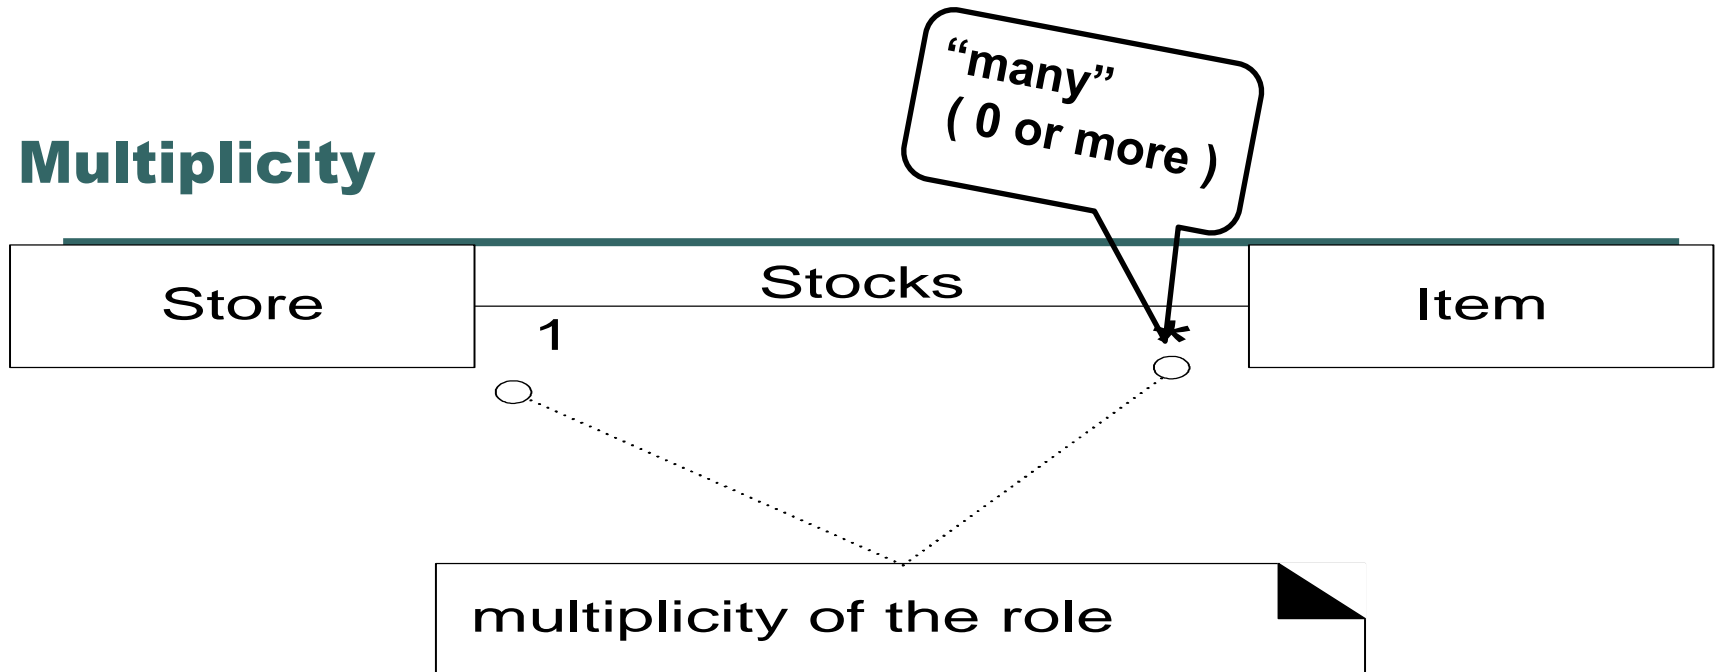 “many”
( 0 or more )
Multiplicity
Store
Stocks
Item
1
*
multiplicity of the role